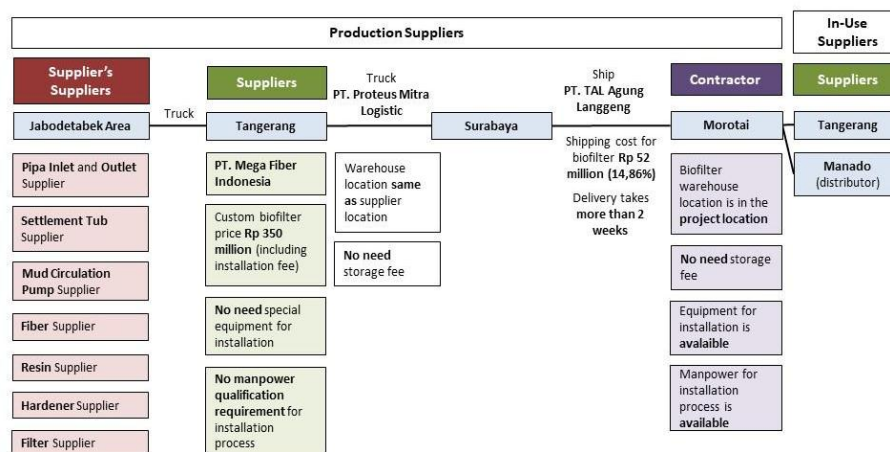 Production Suppliers
In-Use
Suppliers
Supplier's
Suppliers
Suppliers
Truck
PT. Proteus Mitra
Logistic
Ship
PT. TAL Agung
Langgeng
Contractor
Suppliers
Jabodetabek Area
Truck
Tangerang
Surabaya
Morotai
Tangerang
Pipa Inlet and Outlet
Supplier
Settlement Tub
Supplier
Mud Circulation
Pump Supplier
Fiber Supplier
Resin Supplier
Hardener Supplier
Filter Supplier
PT. Mega Fiber
Indonesia
Custom biofilter
price Rp 350
million (including
installation fee)
No need special
equipment for
installation
No manpower
qualification
requirement for
installation
process
Warehouse
location same
as supplier
location
No need
storage fee
Shipping cost for
biofilter Rp 52
million (14,86%)
Delivery takes
more than 2
weeks
Biofilter
warehouse
location is in the
project location
No need storage
fee
Equipment for
installation is
avalaible
Manpower for
installation
process is
available
Manado
(distributor)